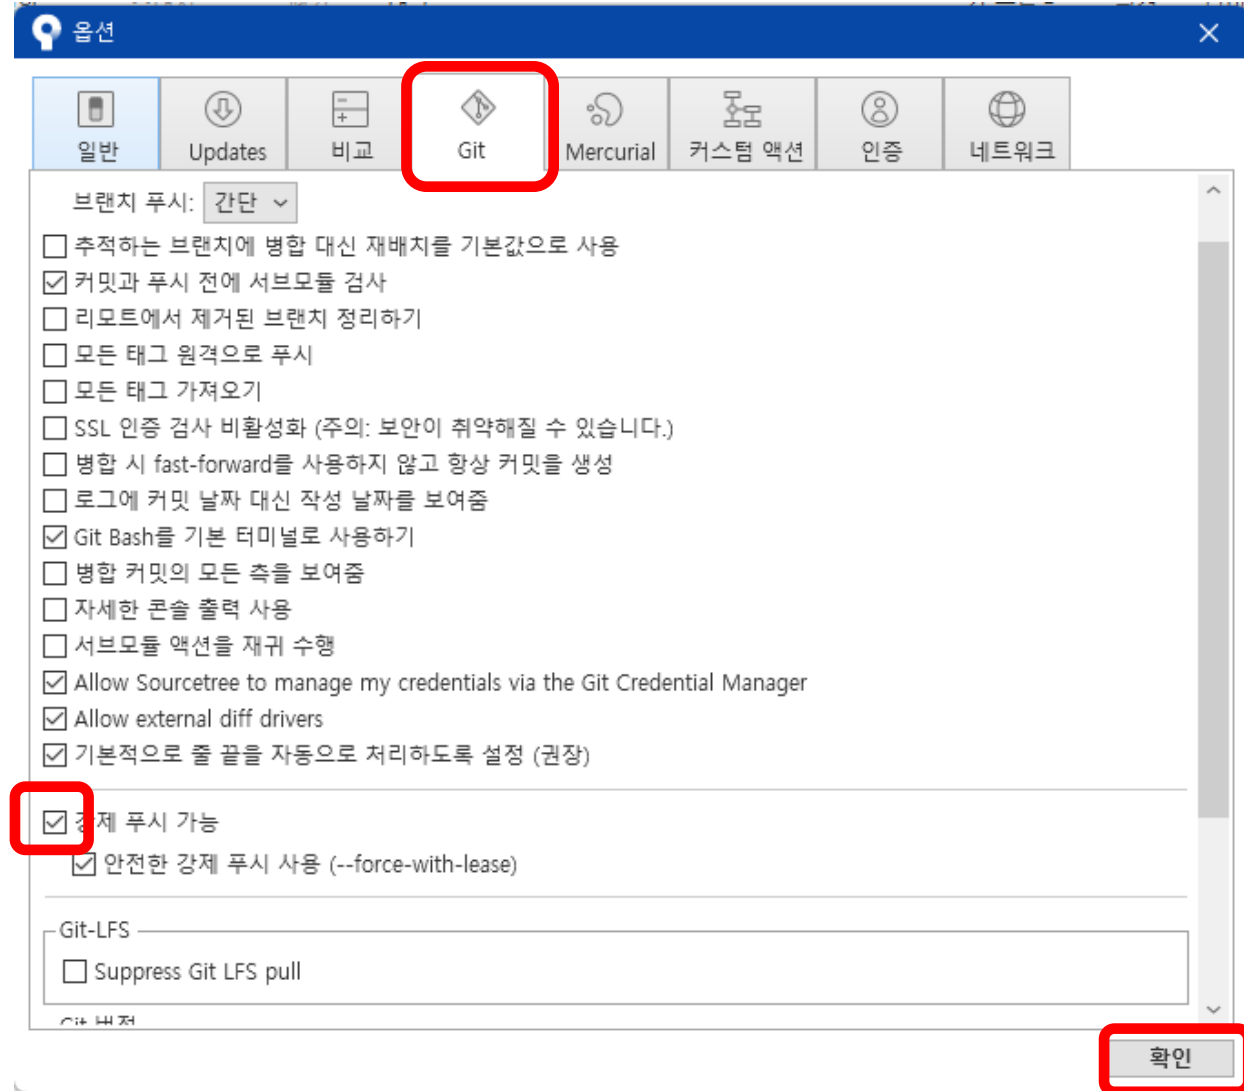 옵션
일반
Updates
비교
Git
Mercurial
커스텀 액션
인증
네트워크
브랜치 푸시: 간단
추적하는 브랜치에 병합 대신 재배치를 기본값으로 사용
커밋과 푸시 전에 서브모듈 검사
리모트에서 제거된 브랜치 정리하기
모든 태그 원격으로 푸시
모든 태그 가져오기
SSL 인증 검사 비활성화 (주의: 보안이 취약해질 수 있습니다.)
병합 시 fast-forward를 사용하지 않고 항상 커밋을 생성
로그에 커밋 날짜 대신 작성 날짜를 보여줌
Git Bash를 기본 터미널로 사용하기
병합 커밋의 모든 측을 보여줌
자세한 콘솔 출력 사용
서브모듈 액션을 재귀 수행
Allow Sourcetree to manage my credentials via the Git Credential Manager
Allow external diff drivers
기본적으로 줄 끝을 자동으로 처리하도록 설정 (권장)
강제 푸시 가능
안전한 강제 푸시 사용 (--force-with-lease)
Git-LFS
Suppress Git LFS pull
Git 버전
확인